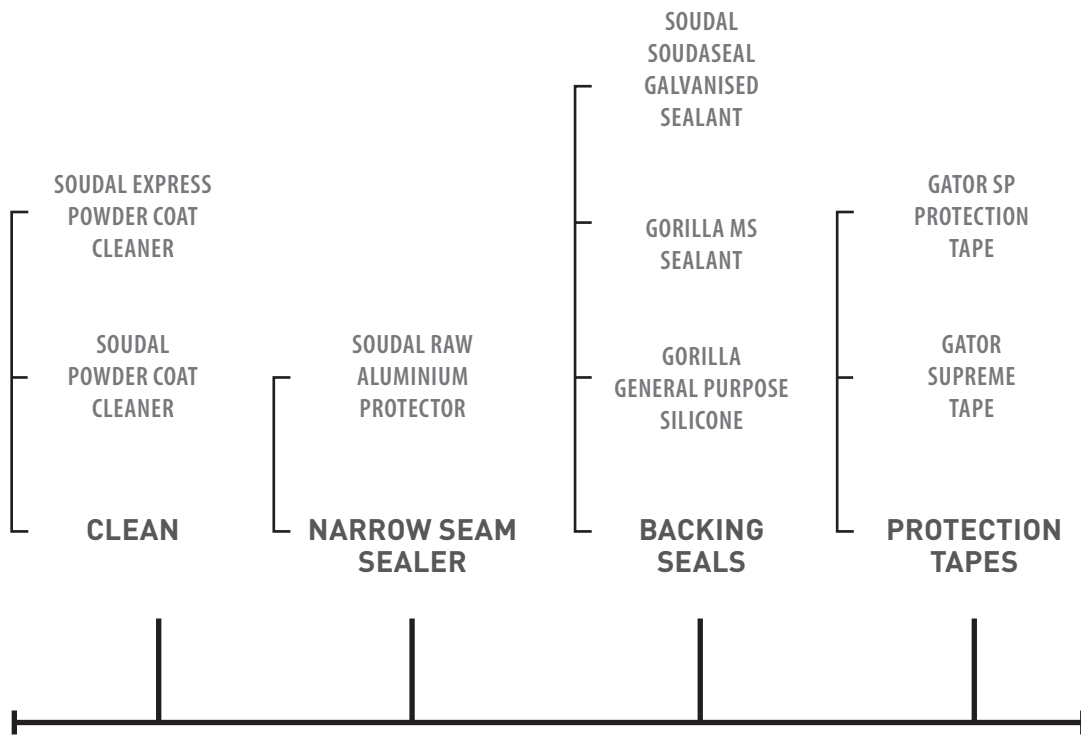 SOUDAL EXPRESS
POWDER COAT
CLEANER
SOUDAL
POWDER COAT
CLEANER
CLEAN
SOUDAL RAW
ALUMINIUM
PROTECTOR
NARROW SEAM
SEALER
SOUDAL
SOUDASEAL
GALVANISED
SEALANT
GORILLA MS
SEALANT
GORILLA
GENERAL PURPOSE
SILICONE
BACKING
SEALS
GATOR SP
PROTECTION
TAPE
GATOR
SUPREME
TAPE
PROTECTION
TAPES